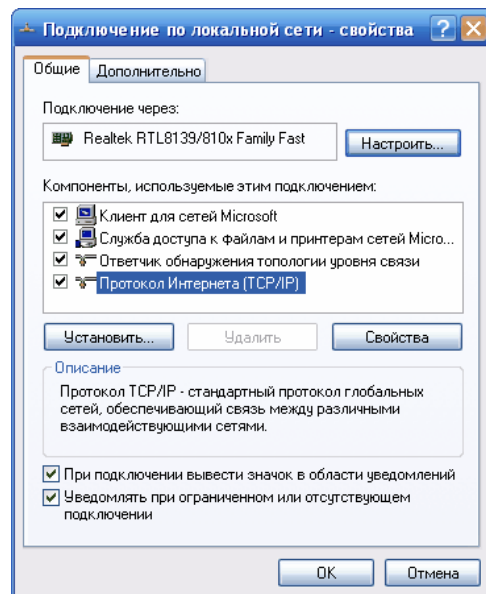 Подключение по локальной сети - свойства
Общие Дополнительно
Подключение через:
Realtek RTL8139/810x Family Fast
Настроить...
Компоненты, используемые этим подключением:
Клиент для сетей Microsoft
Служба доступа к файлам и принтерам сетей Micro...
Ответчик обнаружения топологии уровня связи
Протокол Интернета (TCP/IP)
Установить... Удалить Свойства
Описание
Протокол TCP/IP - стандартный протокол глобальных
сетей, обеспечивающий связь между различными
взаимодействующими сетями.
При подключении вывести значок в области уведомлений
Уведомлять при ограниченном или отсутствующем
подключении
OK Отмена